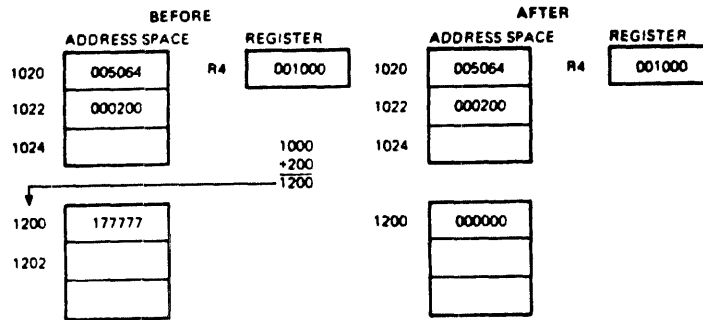 BEFORE
ADDRESS SPACE REGISTER
1020 005064 R4 001000
1022 000200
1024
1000
+200
1200
1200 177777
1202
AFTER
ADDRESS SPACE REGISTER
1020 005064 R4 001000
1022 000200
1024
1200 000000